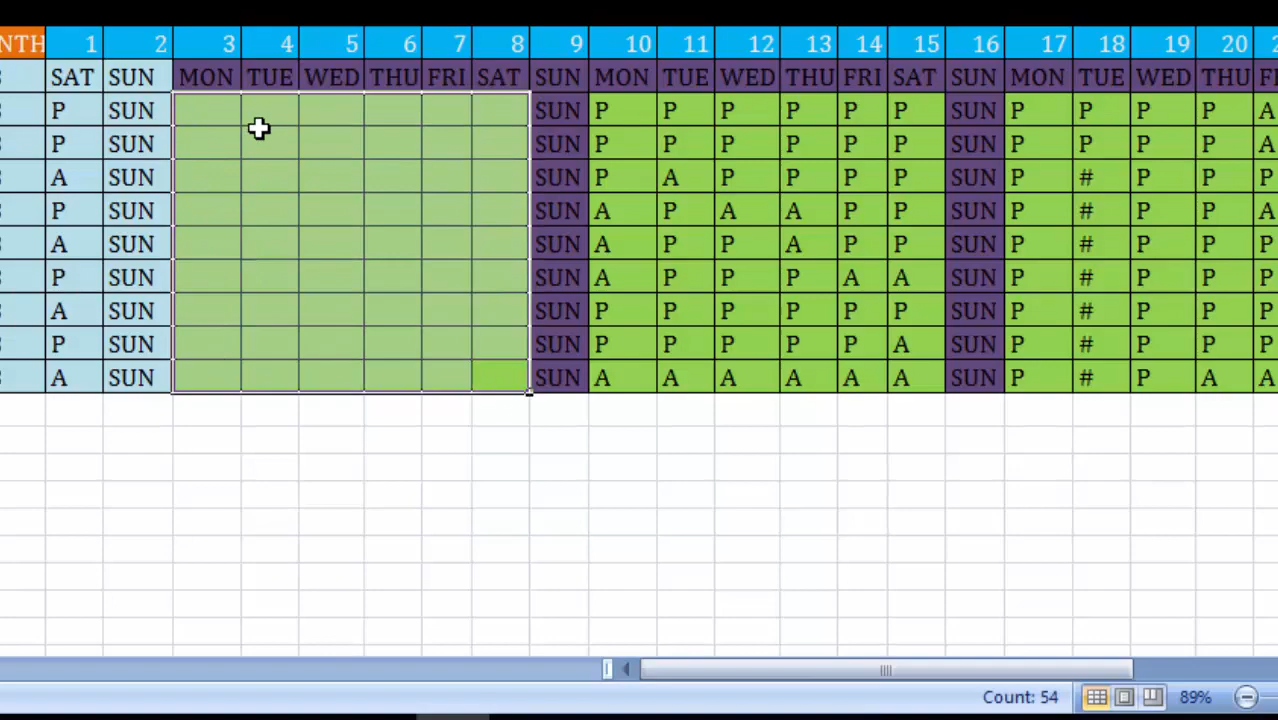 NTH 1 2 3 4 5 6 7 8 9 10 11 12 13 14 15 16 17 18 19 20
SAT SUN MON TUE WED THU FRI SAT SUN MON TUE WED THU FRI SAT SUN MON TUE WED THU
P SUN SUN P P P P P P SUN P P P P A
P SUN SUN P P P P P P SUN P P P P A
A SUN SUN P A P P P P SUN P # P P P
P SUN SUN A P A A P P SUN P # P P A
A SUN SUN A P P A P P SUN P # P P P
P SUN SUN A P P P A A SUN P # P P P
A SUN SUN P P P P P P SUN P # P P P
P SUN SUN P P P P P A SUN P # P P P
A SUN SUN A A A A A A SUN P # P A A
Count: 54 89%